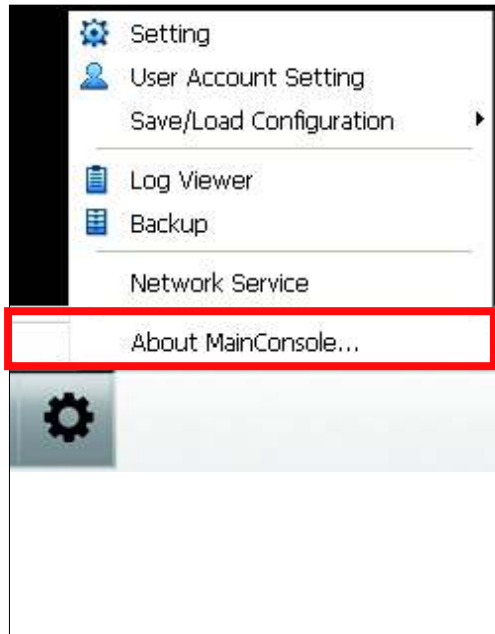 Setting
User Account Setting
Save/Load Configuration
Log Viewer
Backup
Network Service
About MainConsole...